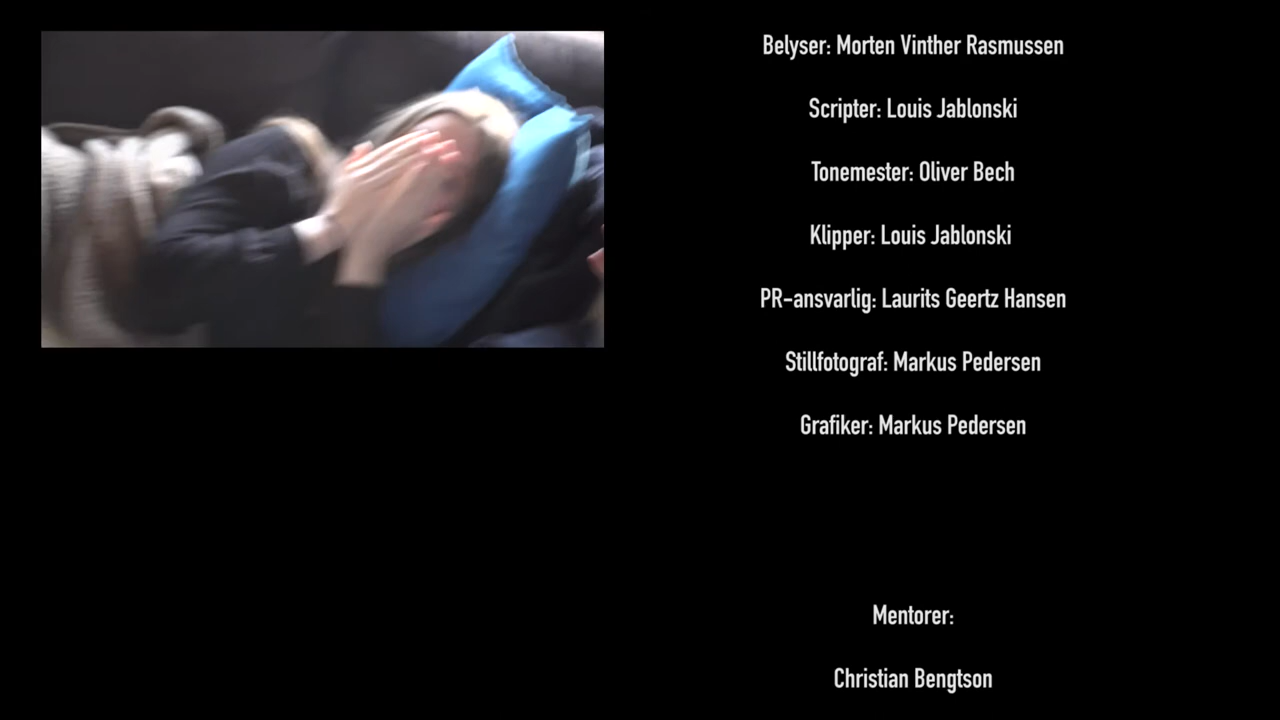 Belyser: Morten Vinther Rasmussen
Scripter: Louis Jablonski
Tonemester: Oliver Bech
Klipper: Louis Jablonski
PR-ansvarlig: Laurits Geertz Hansen
Stillfotograf: Markus Pedersen
Grafiker: Markus Pedersen
Mentorer:
Christian Bengtson